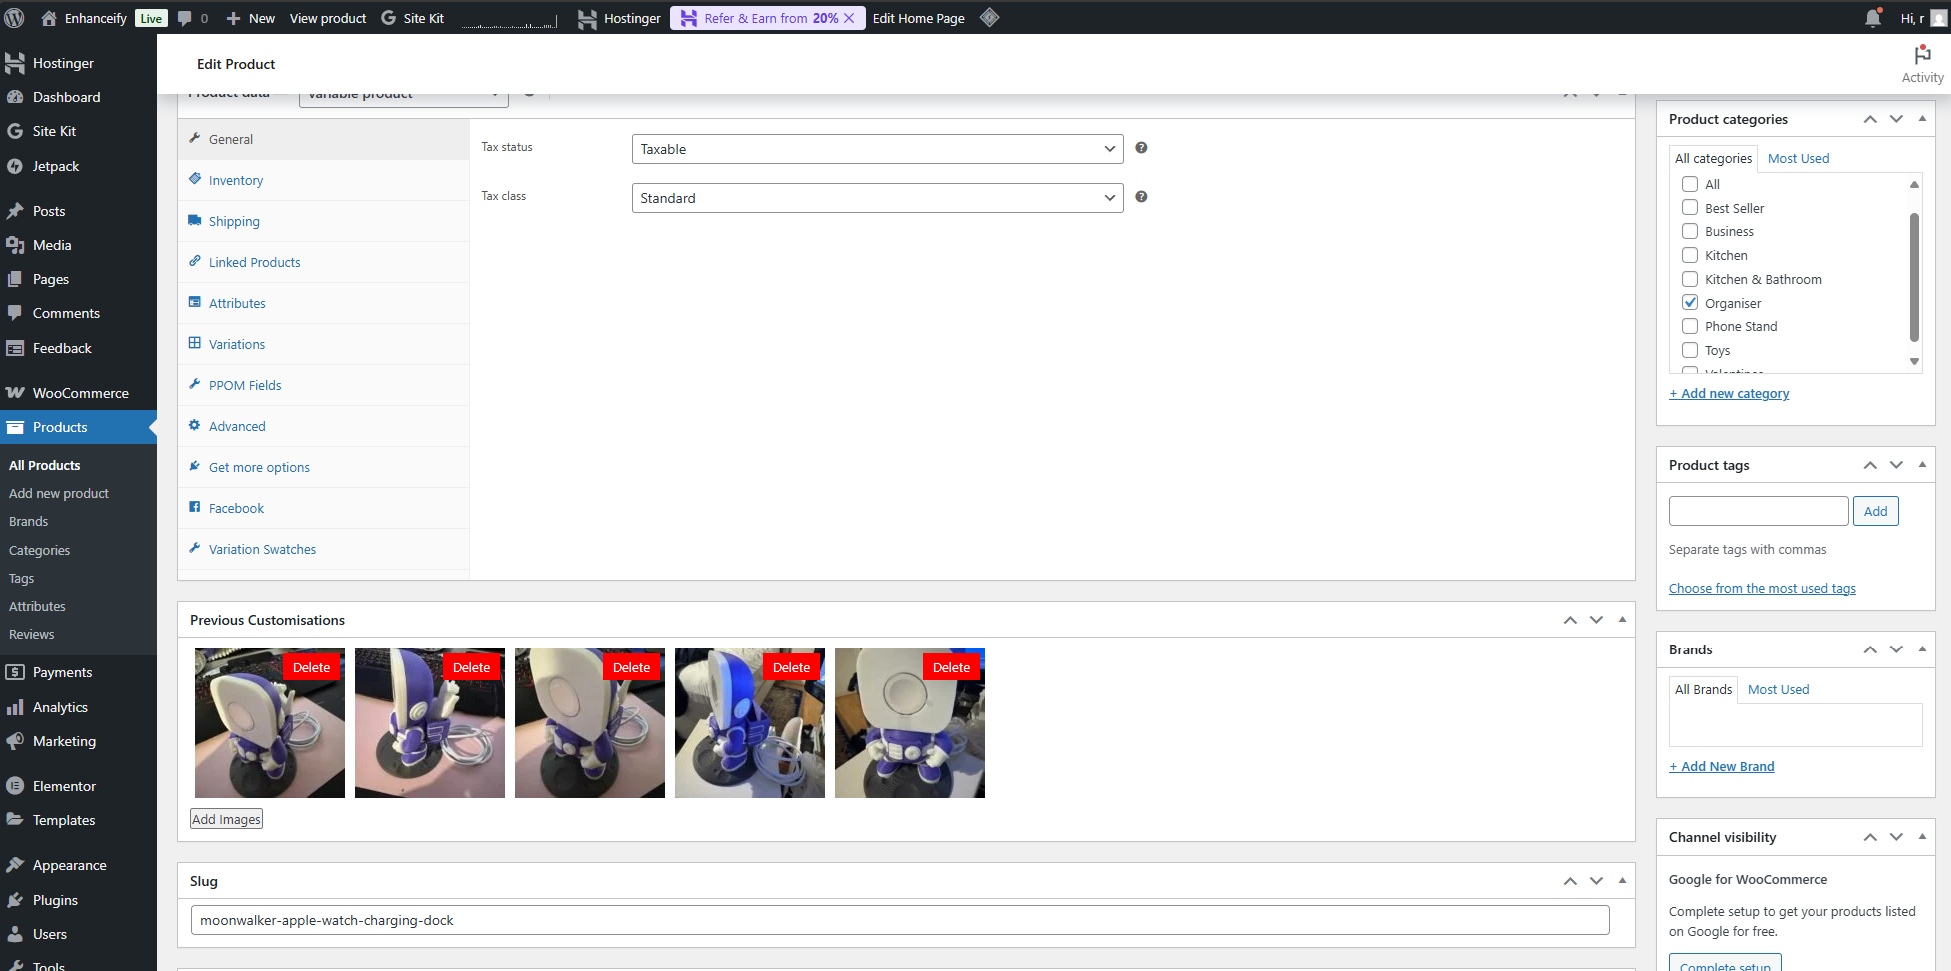 Enhanceify Live 0 New View product Site Kit Hostinger Refer & Earn from 20% Edit Home Page Hi, r
Hostinger
Dashboard
Site Kit
Jetpack
Posts
Media
Pages
Comments
Feedback
WooCommerce
Products
All Products
Add new product
Brands
Categories
Tags
Attributes
Reviews
Payments
Analytics
Marketing
Elementor
Templates
Appearance
Plugins
Users
Tools
Edit Product
Activity
Product data Variable product
General
Inventory
Shipping
Linked Products
Attributes
Variations
PPOM Fields
Advanced
Get more options
Facebook
Variation Swatches
Tax status Taxable
Tax class Standard
Previous Customisations
Delete Delete Delete Delete Delete
Add Images
Slug
moonwalker-apple-watch-charging-dock
Product categories
All categories Most Used
All
Best Seller
Business
Kitchen
Kitchen & Bathroom
Organiser
Phone Stand
Toys
Valentines
+ Add new category
Product tags
Add
Separate tags with commas
Choose from the most used tags
Brands
All Brands Most Used
+ Add New Brand
Channel visibility
Google for WooCommerce
Complete setup to get your products listed
on Google for free.
Complete setup